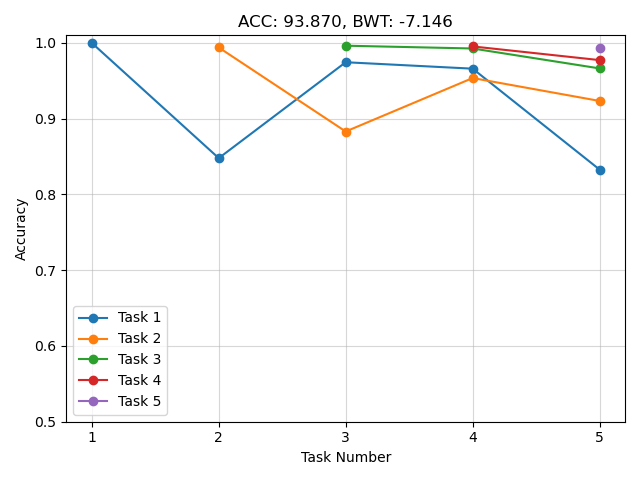 ACC: 93.870, BWT: -7.146
1.0
0.9
0.8
0.7
0.6
0.5
Accuracy
Task 1
Task 2
Task 3
Task 4
Task 5
1 2 3 4 5
Task Number